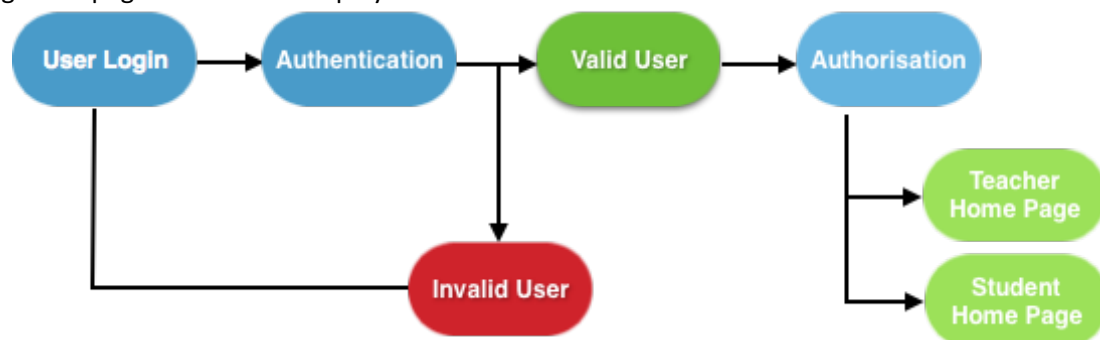 User Login
Authentication
Valid User
Authorisation
Teacher
Home Page
Invalid User
Student
Home Page